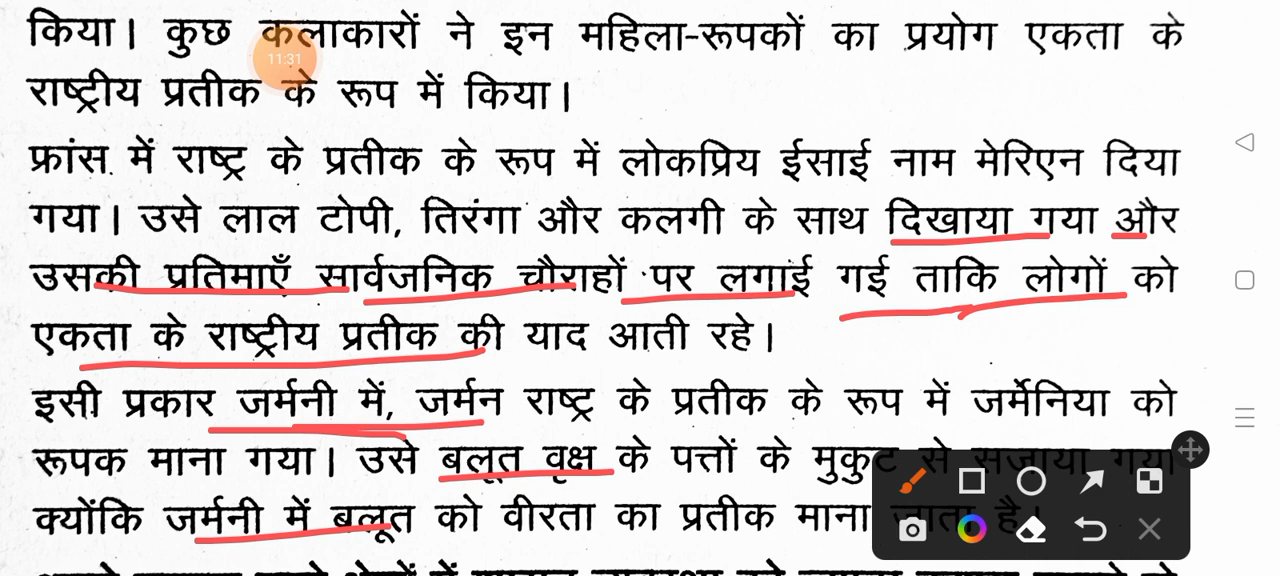 किया। कुछ कलाकारों ने इन महिला-रूपकों का प्रयोग एकता के
11:31
राष्ट्रीय प्रतीक के रूप में किया।
फ्रांस में राष्ट्र के प्रतीक के रूप में लोकप्रिय ईसाई नाम मेरिएन दिया
गया। उसे लाल टोपी, तिरंगा और कलगी के साथ दिखाया गया और
उसकी प्रतिमाएँ सार्वजनिक चौराहों पर लगाई गई ताकि लोगों को
एकता के राष्ट्रीय प्रतीक की याद आती रहे।
इसी प्रकार जर्मनी में, जर्मन राष्ट्र के प्रतीक के रूप में जर्मेनिया को
रूपक माना गया। उसे बलूत वृक्ष के पत्तों के मुकुट से सजाया गया
क्योंकि जर्मनी में बलूत को वीरता का प्रतीक माना जाता है।